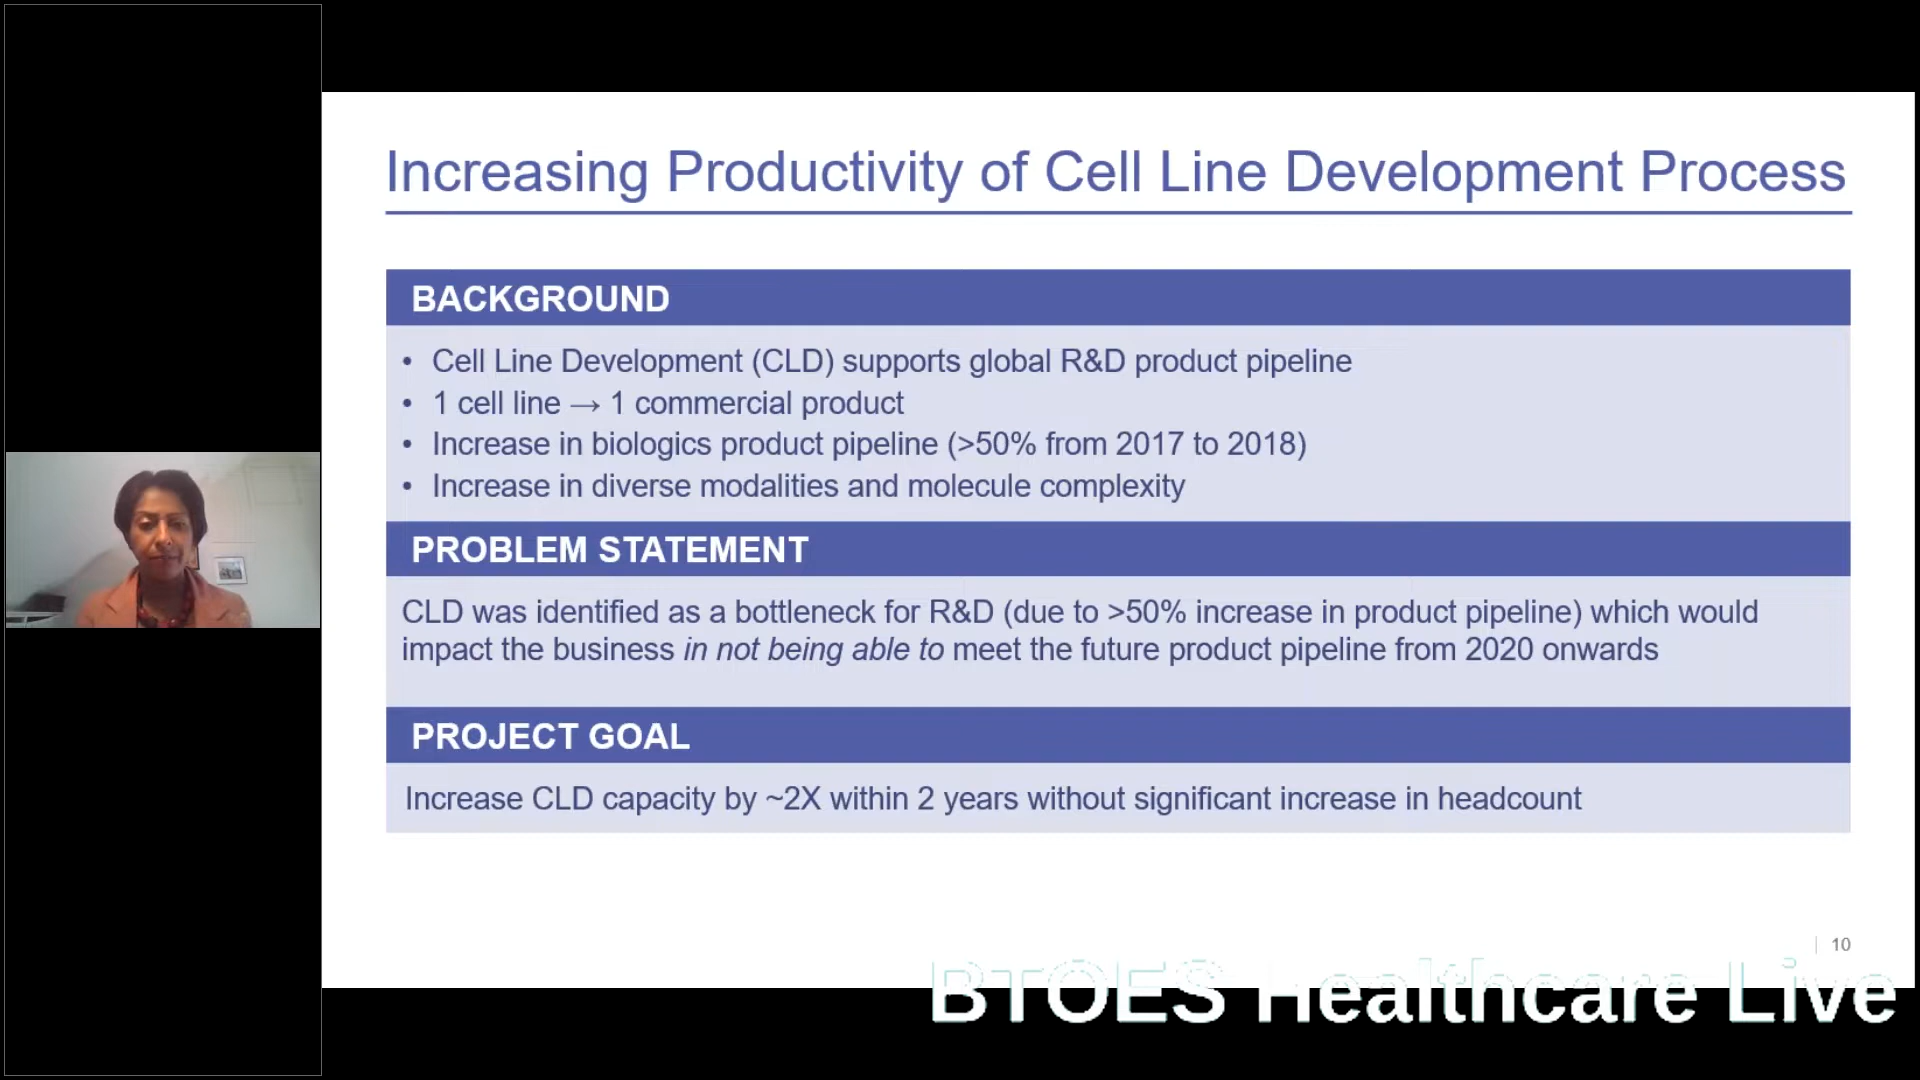 Increasing Productivity of Cell Line Development Process
BACKGROUND
• Cell Line Development (CLD) supports global R&D product pipeline
• 1 cell line → 1 commercial product
• Increase in biologics product pipeline (>50% from 2017 to 2018)
• Increase in diverse modalities and molecule complexity
PROBLEM STATEMENT
CLD was identified as a bottleneck for R&D (due to >50% increase in product pipeline) which would
impact the business in not being able to meet the future product pipeline from 2020 onwards
PROJECT GOAL
Increase CLD capacity by ~2X within 2 years without significant increase in headcount
10
BTOES Healthcare Live